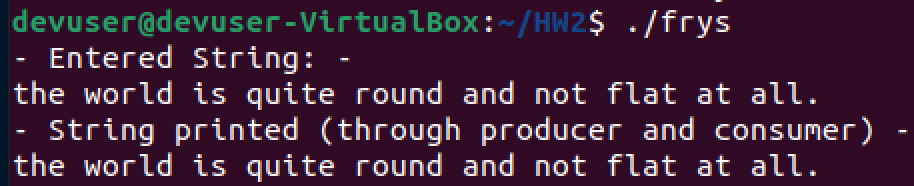 devuser@devuser-VirtualBox:~/HW2$ ./frys
- Entered String: -
the world is quite round and not flat at all.
- String printed (through producer and consumer) -
the world is quite round and not flat at all.